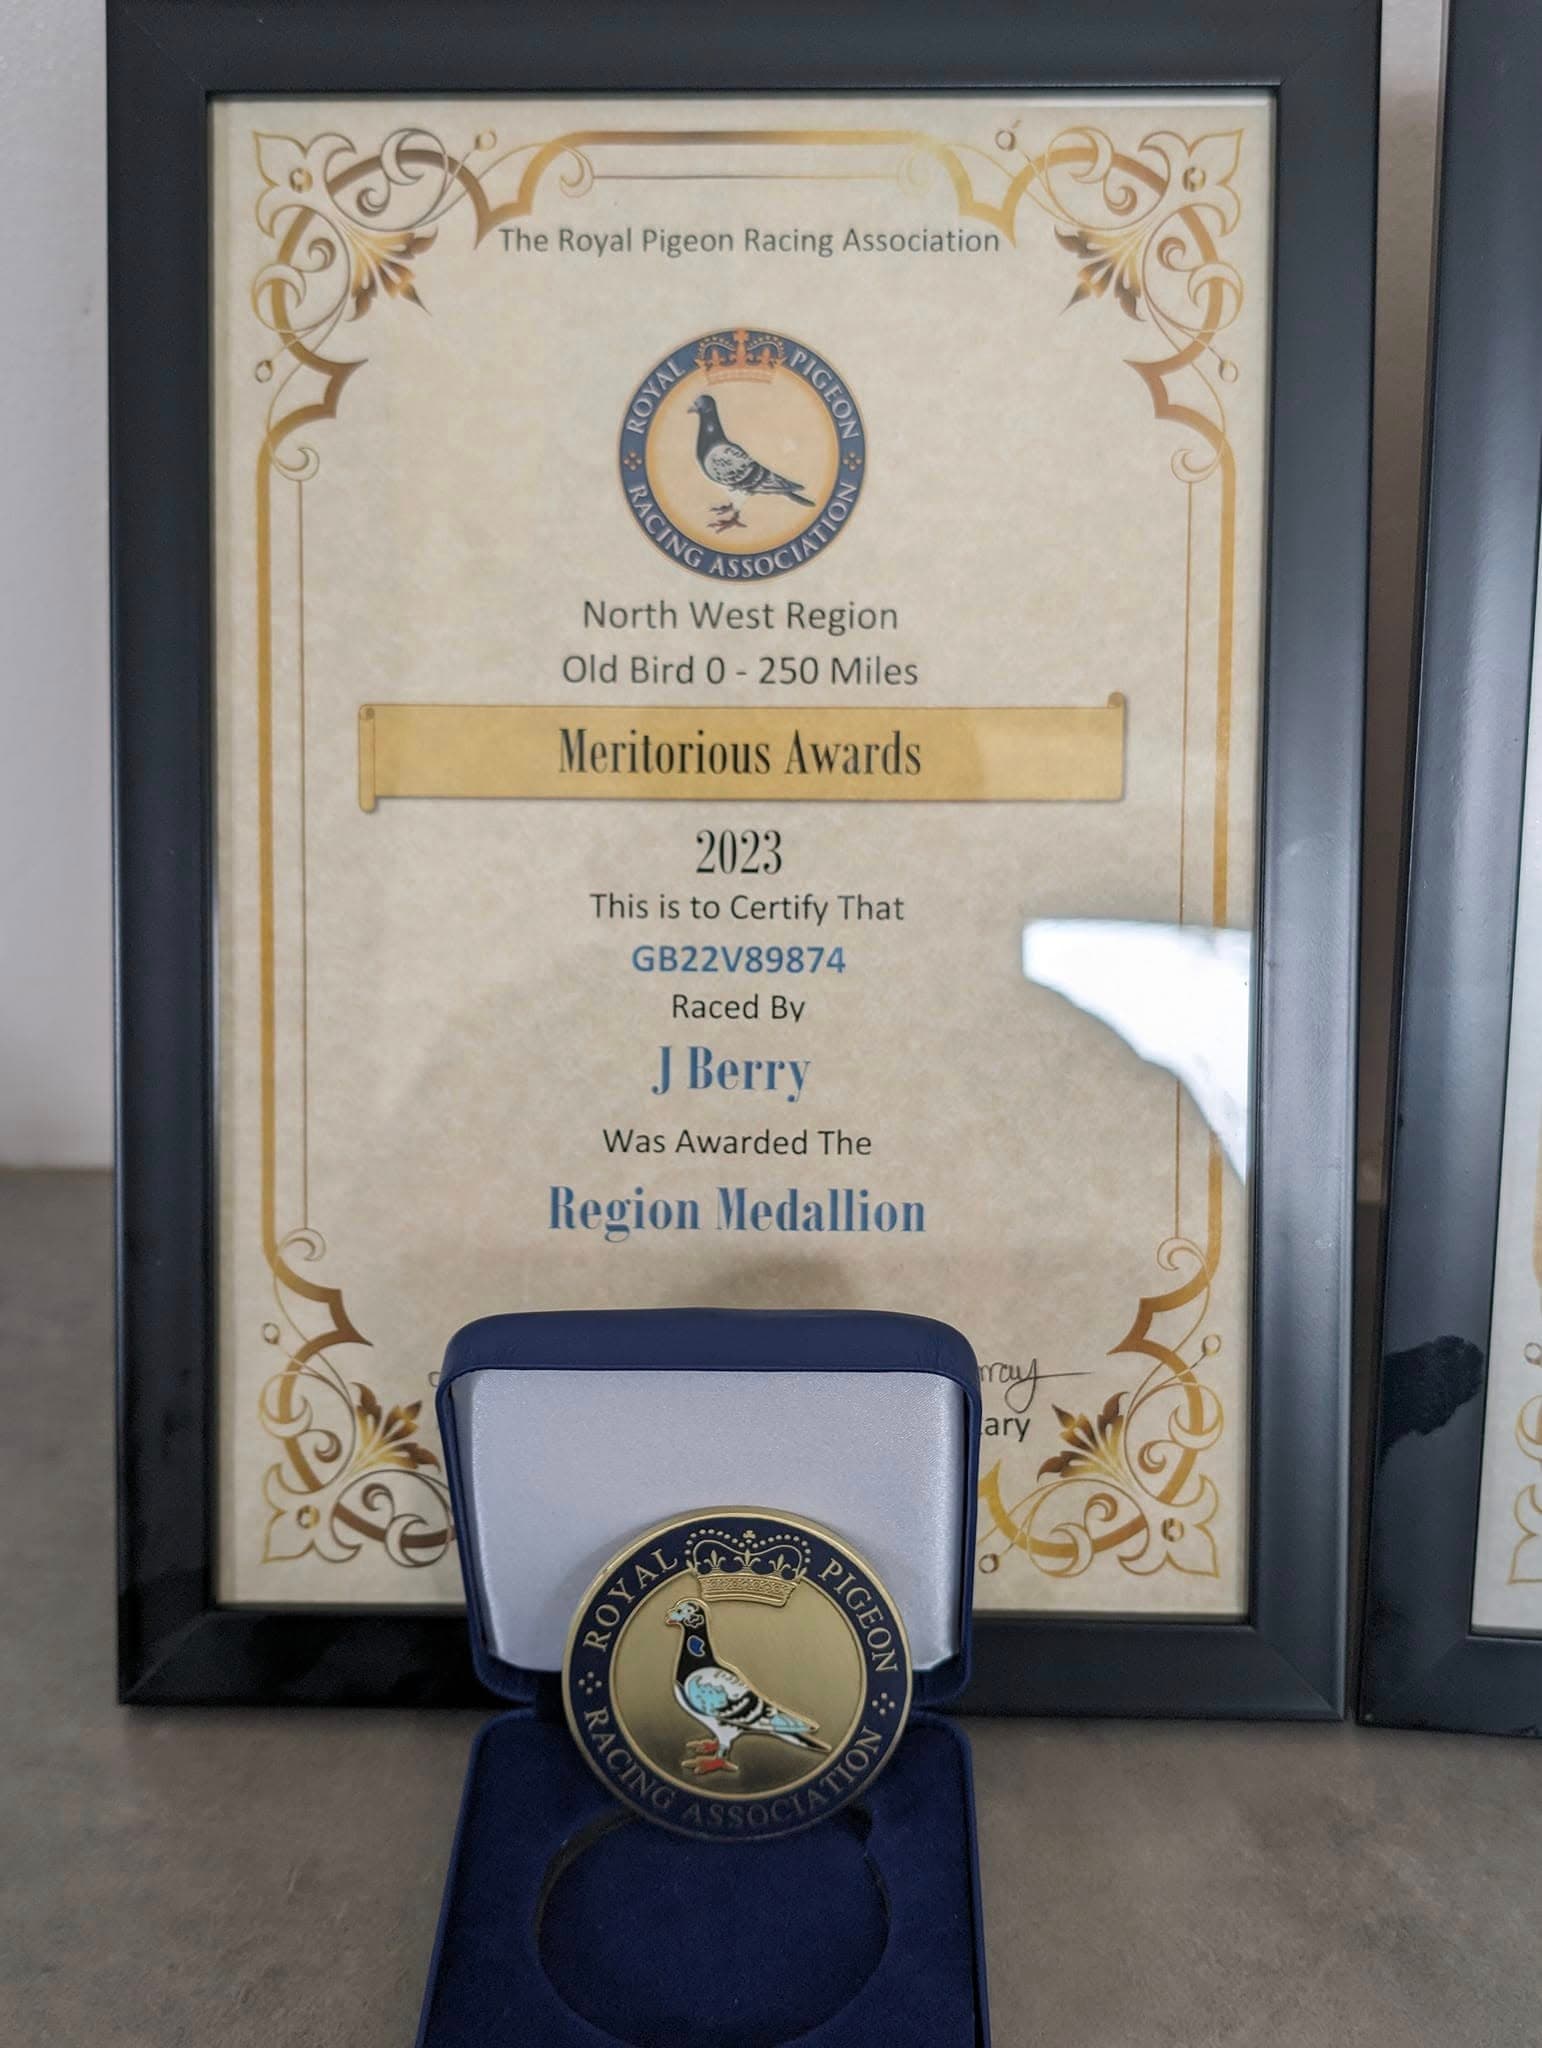 The Royal Pigeon Racing Association
ROYAL PIGEON
RACING ASSOCIATION
North West Region
Old Bird 0 - 250 Miles
Meritorious Awards
2023
This is to Certify That
GB22V89874
Raced By
J Berry
Was Awarded The
Region Medallion
ROYAL PIGEON
RACING ASSOCIATION